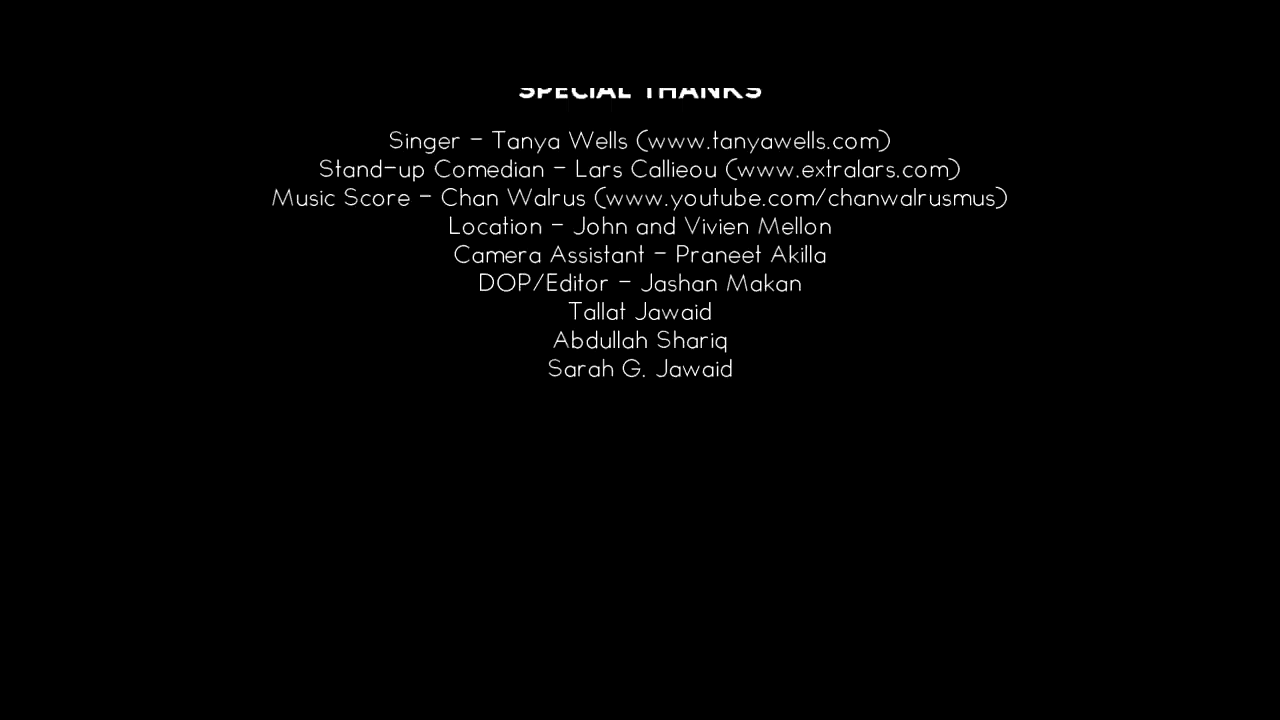 SPECIAL THANKS
Singer - Tanya Wells (www.tanyawells.com)
Stand-up Comedian - Lars Callieou (www.extralars.com)
Music Score - Chan Walrus (www.youtube.com/chanwalrusmus)
Location - John and Vivien Mellon
Camera Assistant - Praneet Akilla
DOP/Editor - Jashan Makan
Tallat Jawaid
Abdullah Shariq
Sarah G. Jawaid